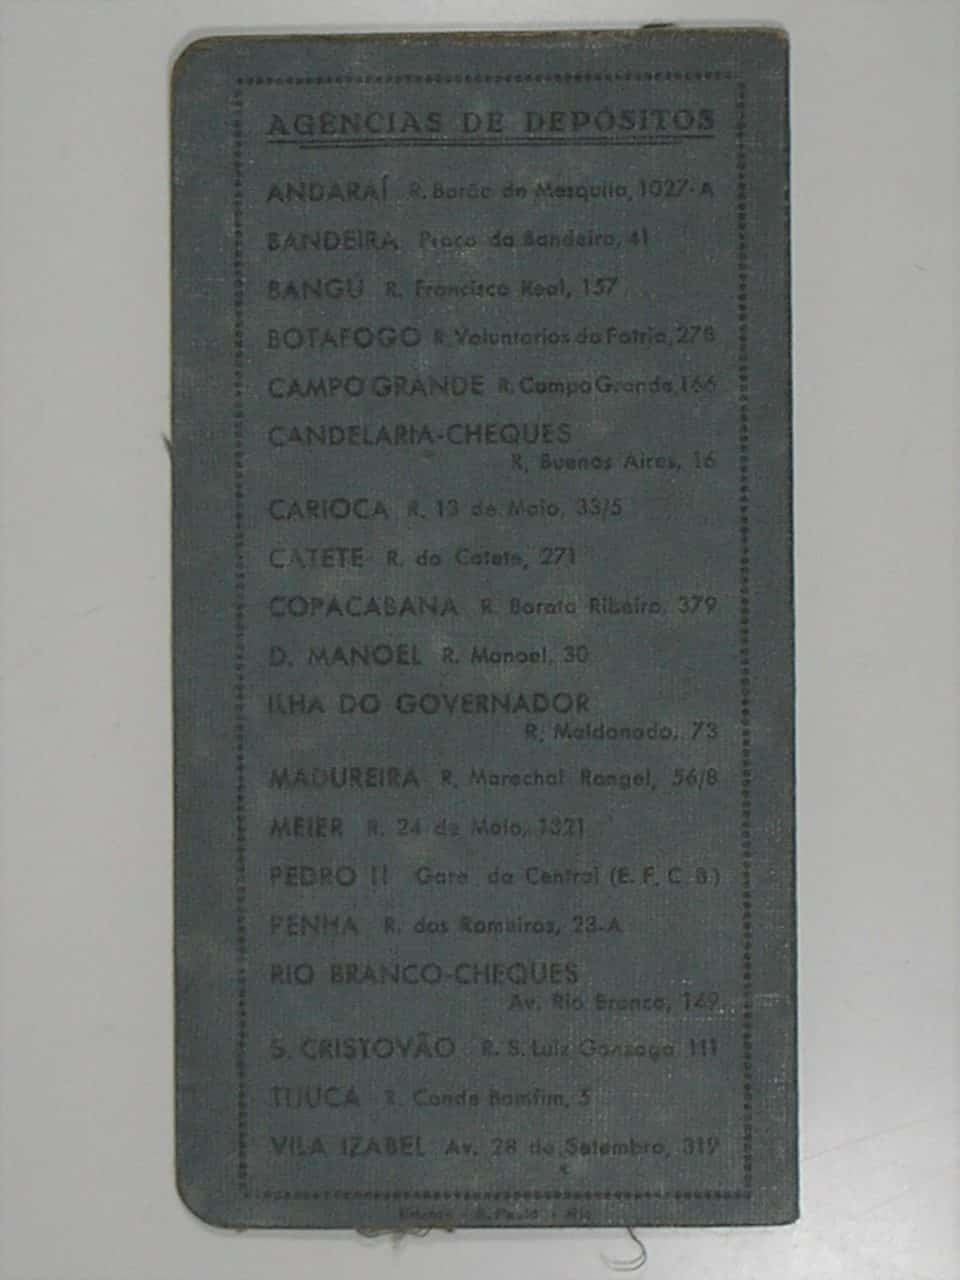 AGÊNCIAS DE DEPÓSITOS
ANDARAÍ R. Barão de Mesquita, 1027-A
BANDEIRA Praça da Bandeira, 41
BANGÚ R. Francisco Real, 157
BOTAFOGO R. Voluntarios da Patria, 278
CAMPO GRANDE R. Campo Grande, 166
CANDELARIA-CHEQUES
R. Buenos Aires, 16
CARIOCA R. 13 de Maio, 33/5
CATETE R. do Catete, 271
COPACABANA R. Barata Ribeiro, 379
D. MANOEL R. Manoel, 30
ILHA DO GOVERNADOR
R. Maldonado, 73
MADUREIRA R. Marechal Rangel, 56/8
MEIER R. 24 de Maio, 1321
PEDRO II Gare da Central (E. F. C. B.)
PENHA R. dos Romeiros, 23-A
RIO BRANCO-CHEQUES
Av. Rio Branco, 149
S. CRISTOVÃO R. S. Luiz Gonzaga 111
TIJUCA R. Conde Bomfim, 5
VILA IZABEL Av. 28 de Setembro, 319
S. Paulo - Rio